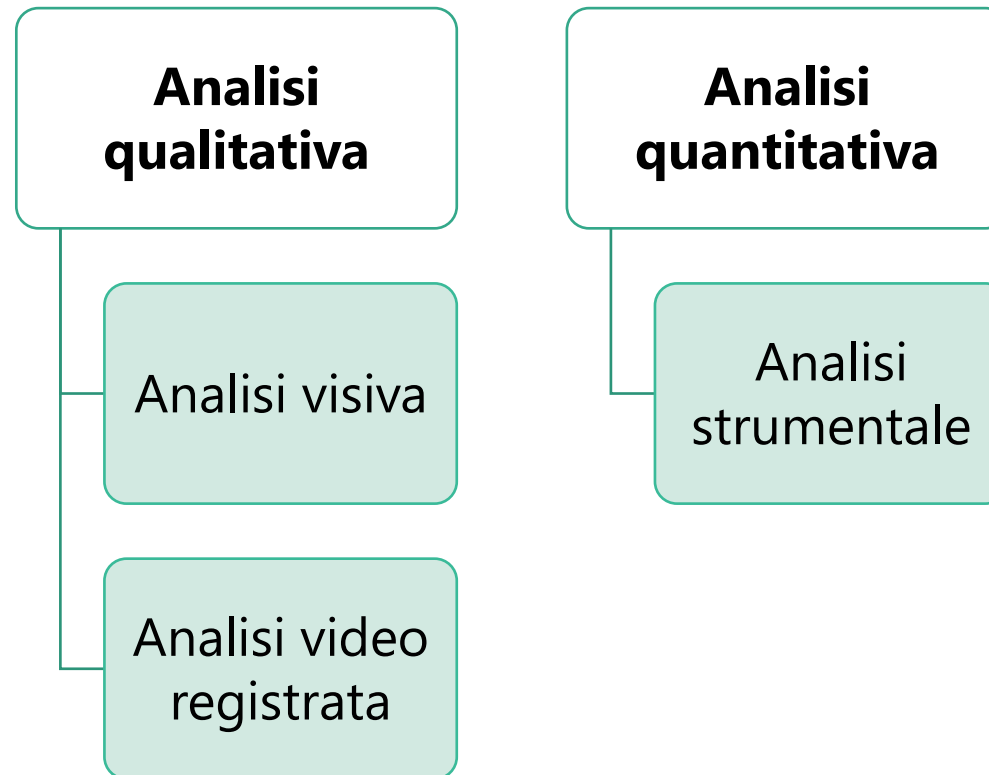 Analisi
qualitativa
Analisi visiva
Analisi video
registrata
Analisi
quantitativa
Analisi
strumentale